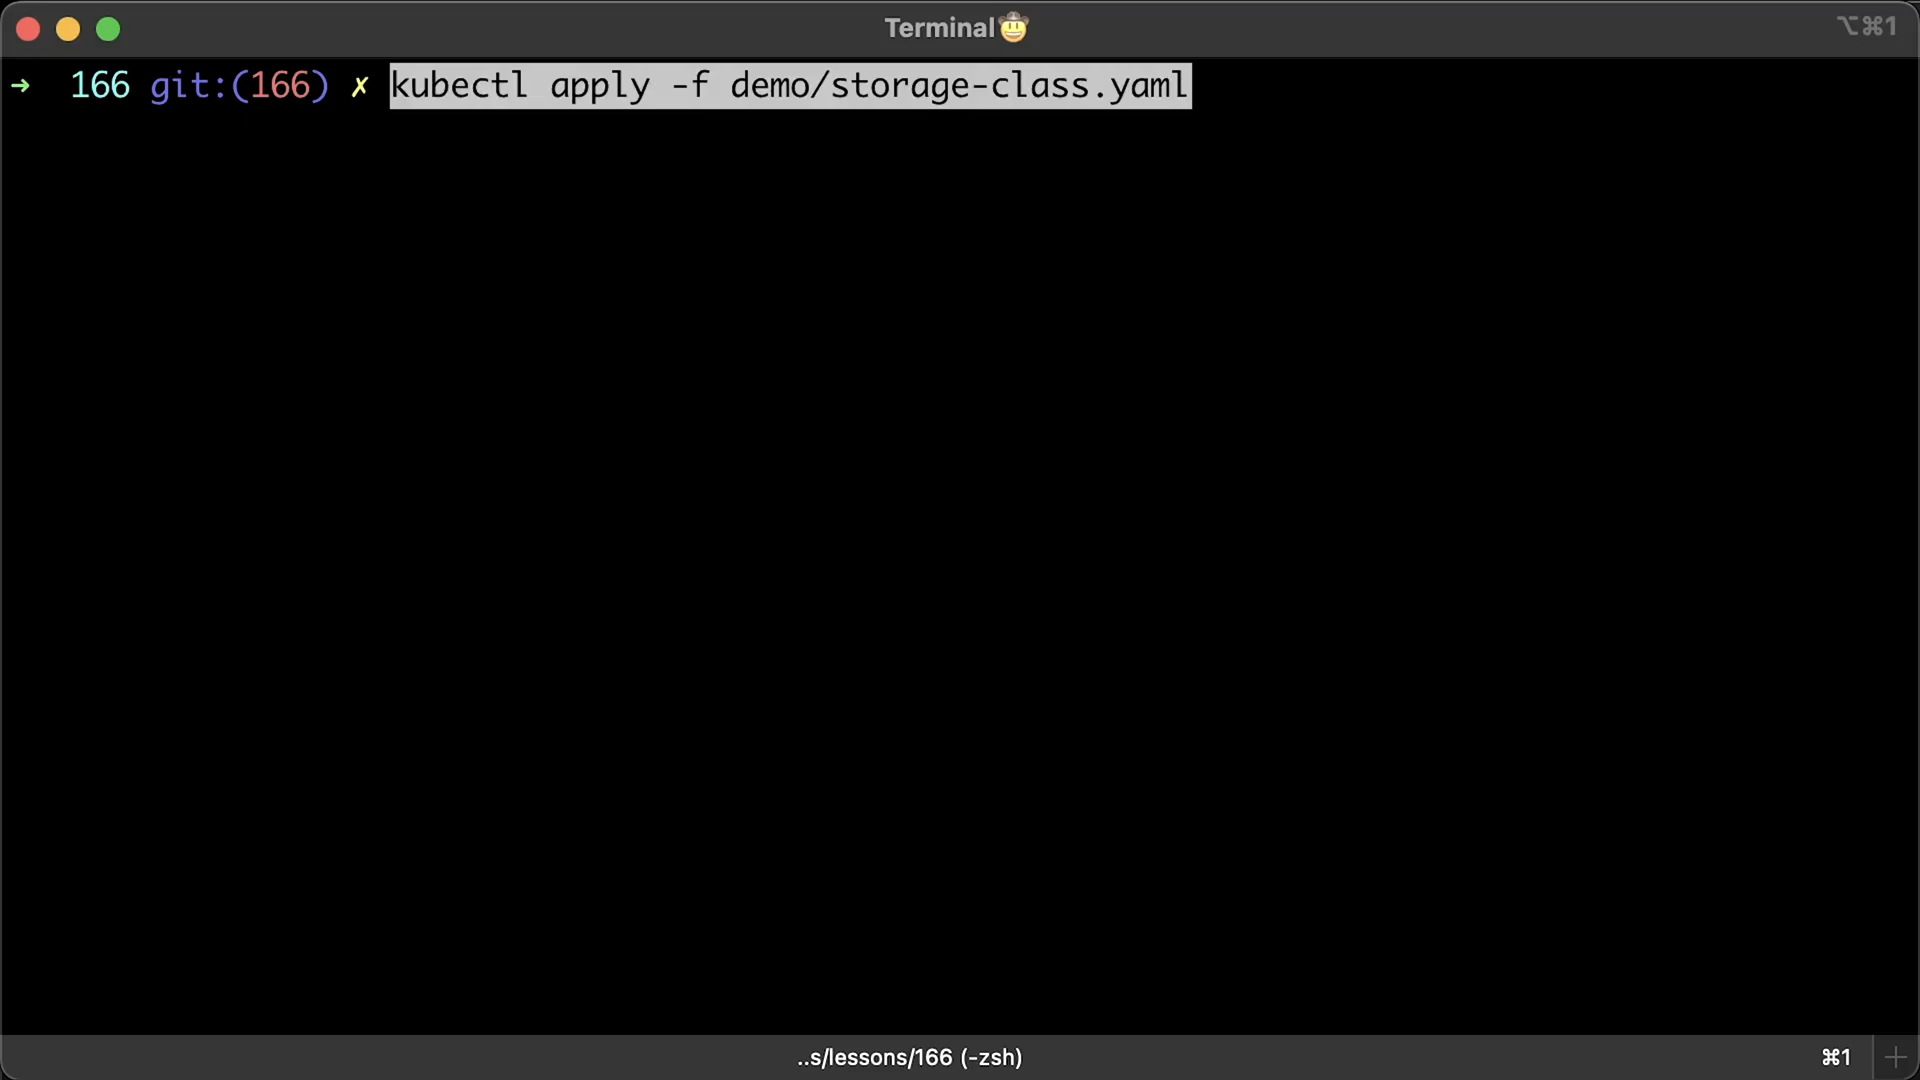 Terminal🤠
⌥⌘1
➜ 166 git:(166) ✗ kubectl apply -f demo/storage-class.yaml
..s/lessons/166 (-zsh)
⌘1